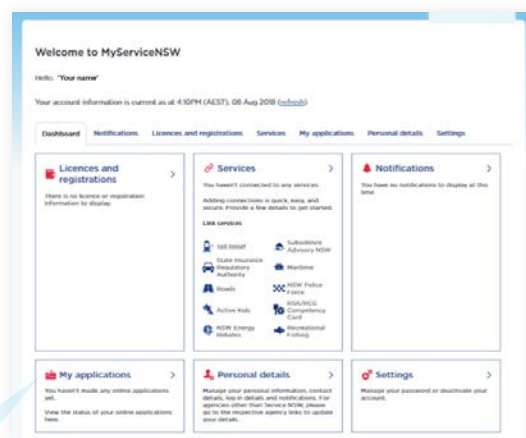 Welcome to MyServiceNSW
Hello, "Your name"
Your account information is current as at 4:10PM (AEST), 08 Aug 2018 (refresh)
Dashboard
Notifications
Licences and registrations
Services
My applications
Personal details
Settings
Licences and
registrations
There is no licence or registration
information to display.
Services
You haven't connected to any services.
Adding connections is quick, easy, and
secure. Provide a few details to get started.
Link services
Toll Relief
Subsidence
Advisory NSW
State Insurance
Regulatory
Authority
Maritime
Roads
NSW Police
Force
Active Kids
RSA/RCG
Competency
Card
NSW Energy
Rebates
Recreational
Fishing
Notifications
You have no notifications to display at this
time.
My applications
You haven't made any online applications
yet.
View the status of your online applications
here.
Personal details
Manage your personal information, contact
details, log in details and notifications. For
agencies other than Service NSW, please
go to the respective agency links to update
your details.
Settings
Manage your password or deactivate your
account.